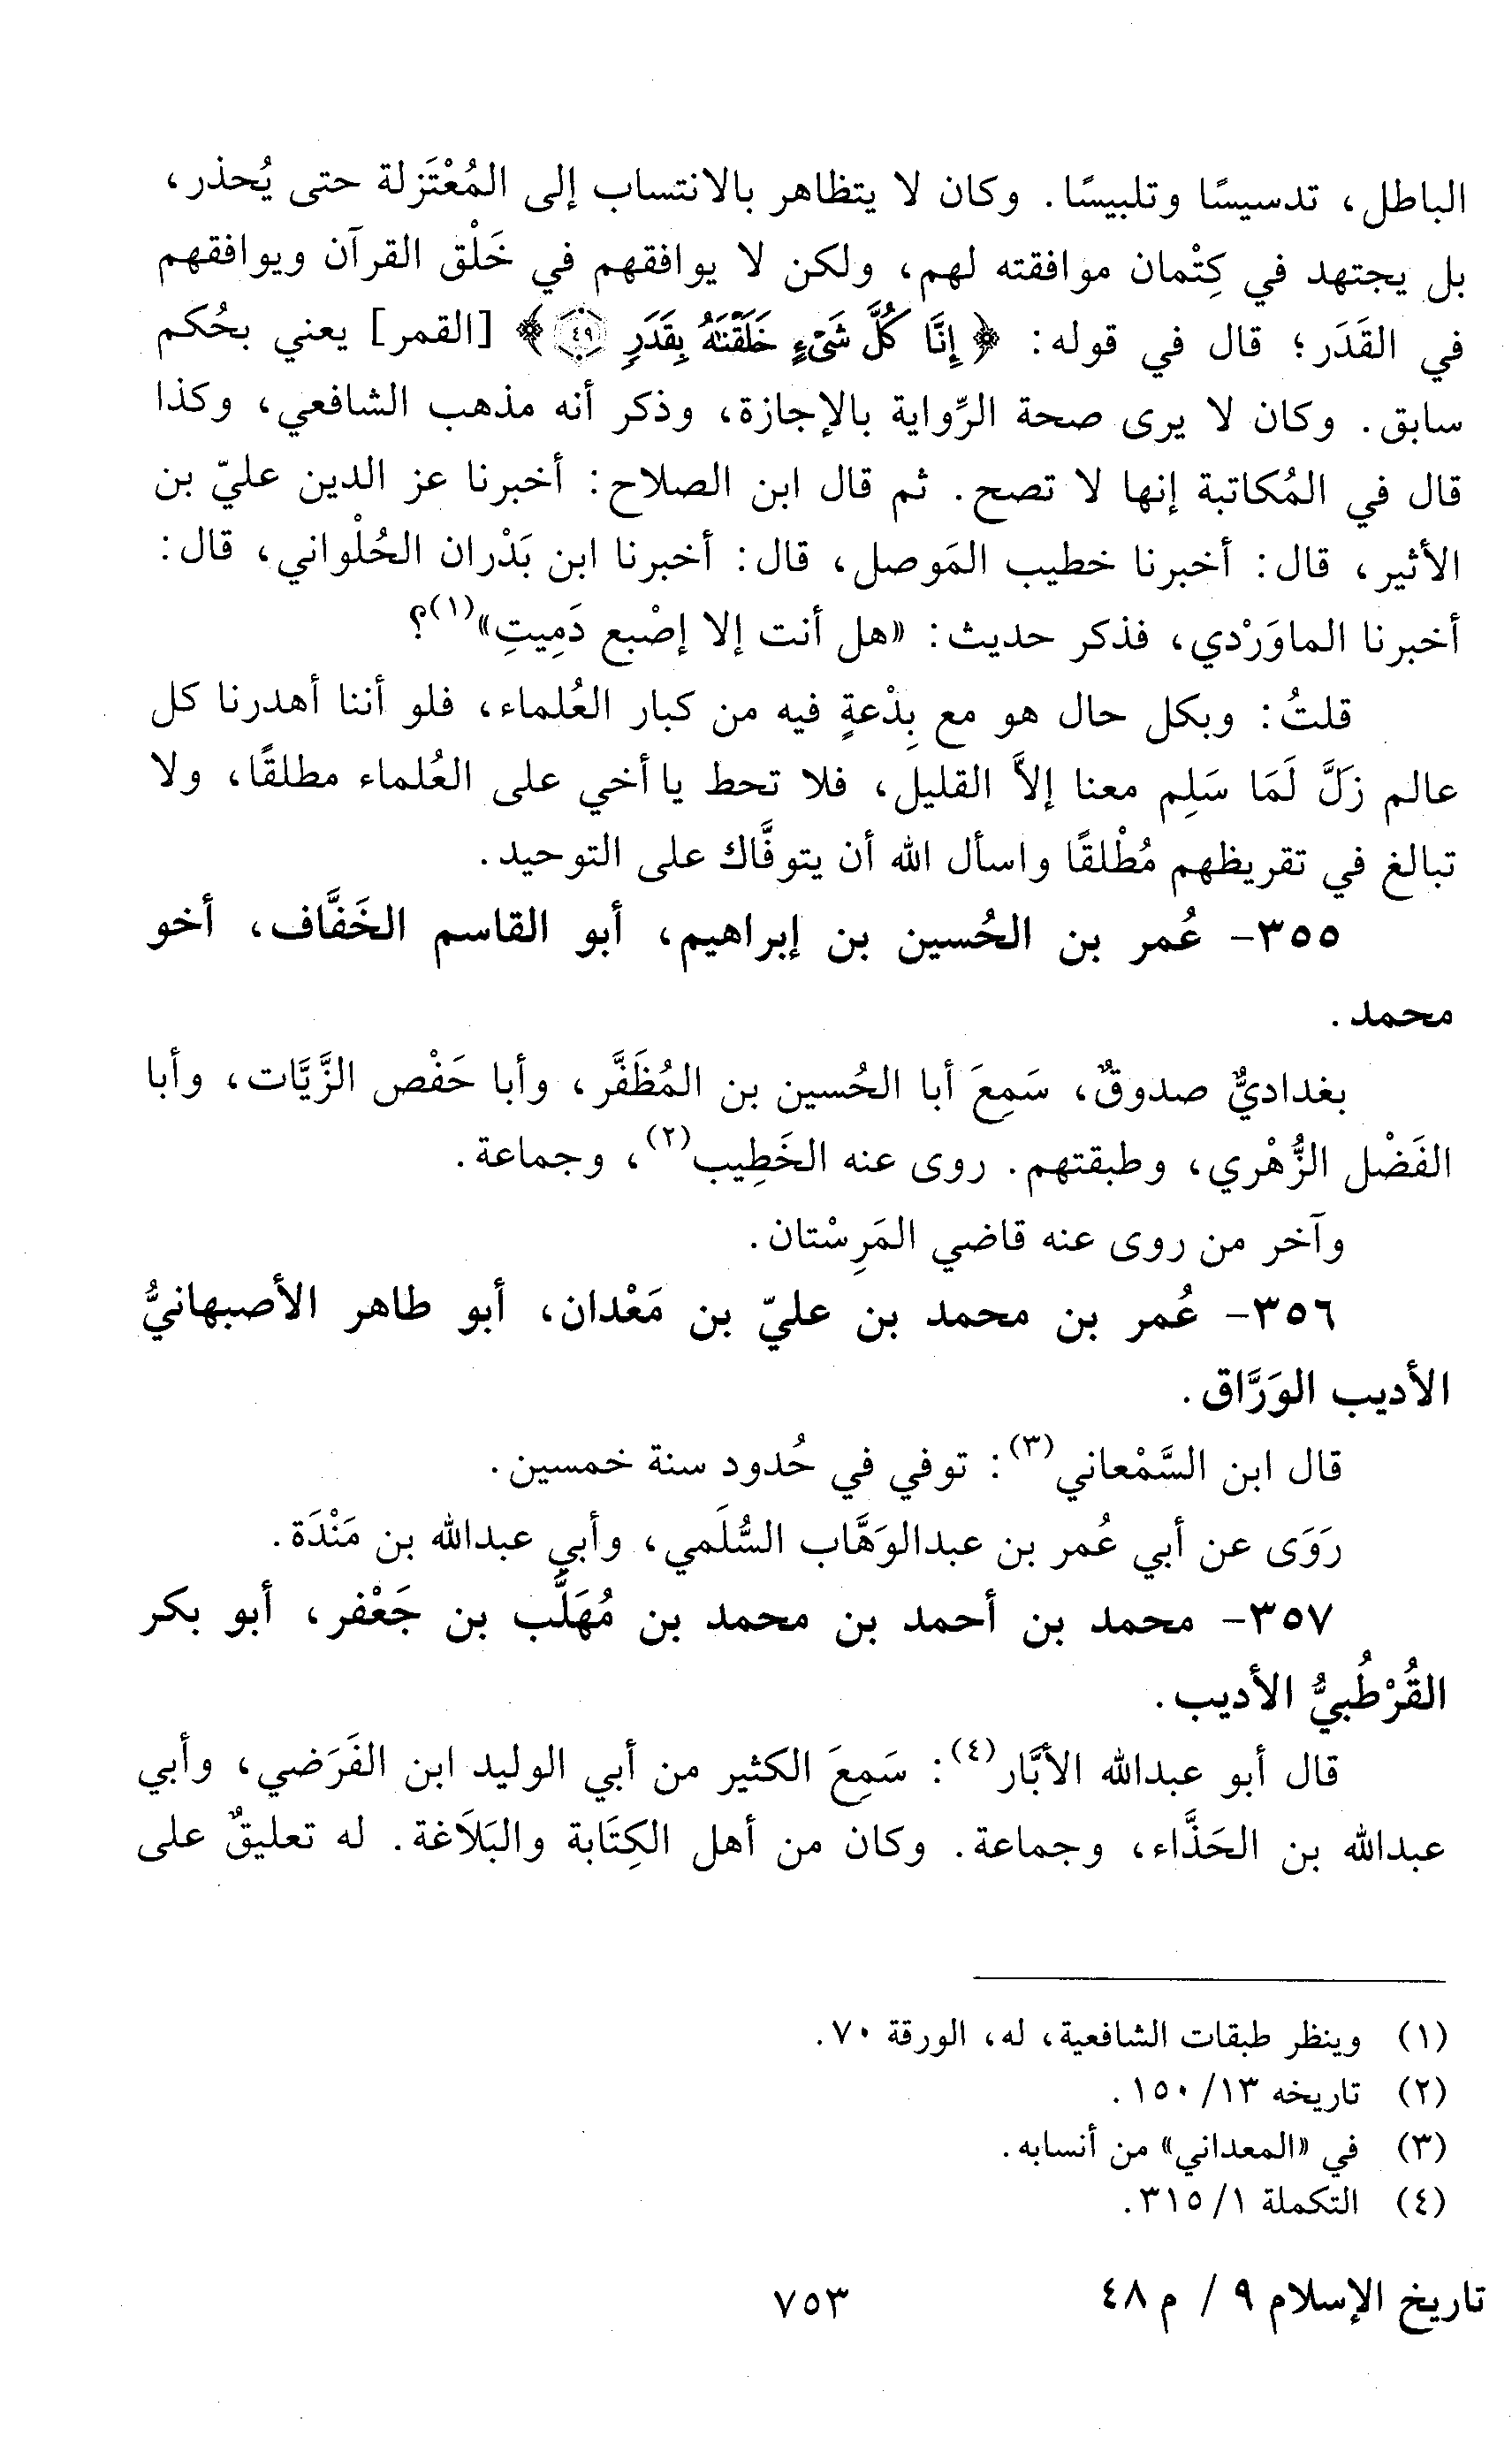 الباطل، تدسيسًا وتلبيسًا. وكان لا يتظاهر بالانتساب إلى المُعْتَزلة حتى يُحذر،
بل يجتهد في كِتْمان موافقته لهم، ولكن لا يوافقهم في خَلْق القرآن ويوافقهم
في القَدَر؛ قال في قوله: ﴿إِنَّا كُلَّ شَىْءٍ خَلَقْنَٰهُ بِقَدَرٍ ٤٩﴾ [القمر] يعني بحُكم
سابق. وكان لا يرى صحة الرِّواية بالإجازة، وذكر أنه مذهب الشافعي، وكذا
قال في المُكاتبة إنها لا تصح. ثم قال ابن الصلاح: أخبرنا عز الدين عليّ بن
الأثير، قال: أخبرنا خطيب المَوصل، قال: أخبرنا ابن بَدْران الحُلْواني، قال:
أخبرنا الماوَرْدي، فذكر حديث: «هل أنت إلا إصْبع دَمِيتِ»(١)؟
قلتُ: وبكل حال هو مع بِدْعةٍ فيه من كبار العُلماء، فلو أننا أهدرنا كل
عالم زَلَّ لَمَا سَلِم معنا إلاَّ القليل، فلا تحط يا أخي على العُلماء مطلقًا، ولا
تبالغ في تقريظهم مُطْلقًا واسأل الله أن يتوفَّاك على التوحيد.
٣٥٥- عُمر بن الحُسين بن إبراهيم، أبو القاسم الخَفَّاف، أخو
محمد.
بغداديٌّ صدوقٌ، سَمِعَ أبا الحُسين بن المُظَفَّر، وأبا حَفْص الزَّيَّات، وأبا
الفَضْل الزُّهْري، وطبقتهم. روى عنه الخَطِيب(٢)، وجماعة.
وآخر من روى عنه قاضي المَرِسْتان.
٣٥٦- عُمر بن محمد بن عليّ بن مَعْدان، أبو طاهر الأصبهانيُّ
الأديب الوَرَّاق.
قال ابن السَّمْعاني(٣): توفي في حُدود سنة خمسين.
رَوَى عن أبي عُمر بن عبدالوَهَّاب السُّلَمي، وأبي عبدالله بن مَنْدَة.
٣٥٧- محمد بن أحمد بن محمد بن مُهَلَّب بن جَعْفر، أبو بكر
القُرْطُبيُّ الأديب.
قال أبو عبدالله الأبَّار(٤): سَمِعَ الكثير من أبي الوليد ابن الفَرَضي، وأبي
عبدالله بن الحَذَّاء، وجماعة. وكان من أهل الكِتَابة والبَلَاغة. له تعليقٌ على
(١) وينظر طبقات الشافعية، له، الورقة ٧٠.
(٢) تاريخه ١٣/ ١٥٠.
(٣) في «المعداني» من أنسابه.
(٤) التكملة ١/ ٣١٥.
تاريخ الإسلام ٩ / م ٤٨
٧٥٣